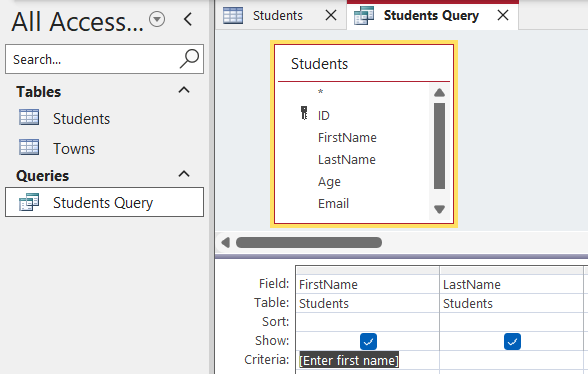 All Access...
Search...
Tables
Students
Towns
Queries
Students Query
Students
Students Query
Students
*
ID
FirstName
LastName
Age
Email
Field: FirstName LastName
Table: Students Students
Sort:
Show:
Criteria: [Enter first name]